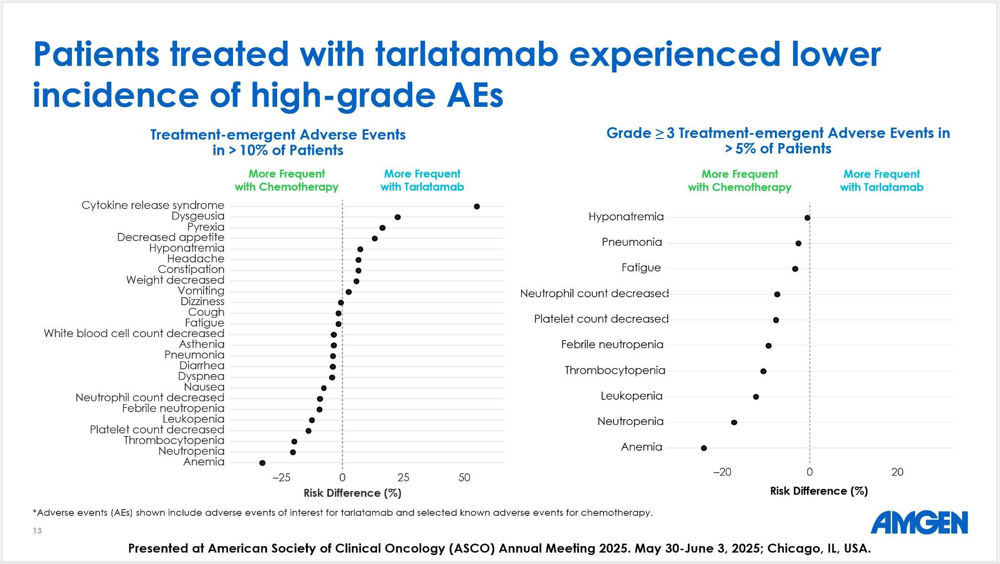 Patients treated with tarlatamab experienced lower
incidence of high-grade AEs
Treatment-emergent Adverse Events
in > 10% of Patients
More Frequent
with Chemotherapy
More Frequent
with Tarlatamab
Cytokine release syndrome
Dysgeusia
Pyrexia
Decreased appetite
Hyponatremia
Headache
Constipation
Weight decreased
Vomiting
Dizziness
Cough
Fatigue
White blood cell count decreased
Asthenia
Pneumonia
Diarrhea
Dyspnea
Nausea
Neutrophil count decreased
Febrile neutropenia
Leukopenia
Platelet count decreased
Thrombocytopenia
Neutropenia
Anemia
–25 0 25 50
Risk Difference (%)
Grade ≥ 3 Treatment-emergent Adverse Events in
> 5% of Patients
More Frequent
with Chemotherapy
More Frequent
with Tarlatamab
Hyponatremia
Pneumonia
Fatigue
Neutrophil count decreased
Platelet count decreased
Febrile neutropenia
Thrombocytopenia
Leukopenia
Neutropenia
Anemia
–20 0 20
Risk Difference (%)
*Adverse events (AEs) shown include adverse events of interest for tarlatamab and selected known adverse events for chemotherapy.
AMGEN
13
Presented at American Society of Clinical Oncology (ASCO) Annual Meeting 2025. May 30-June 3, 2025; Chicago, IL, USA.